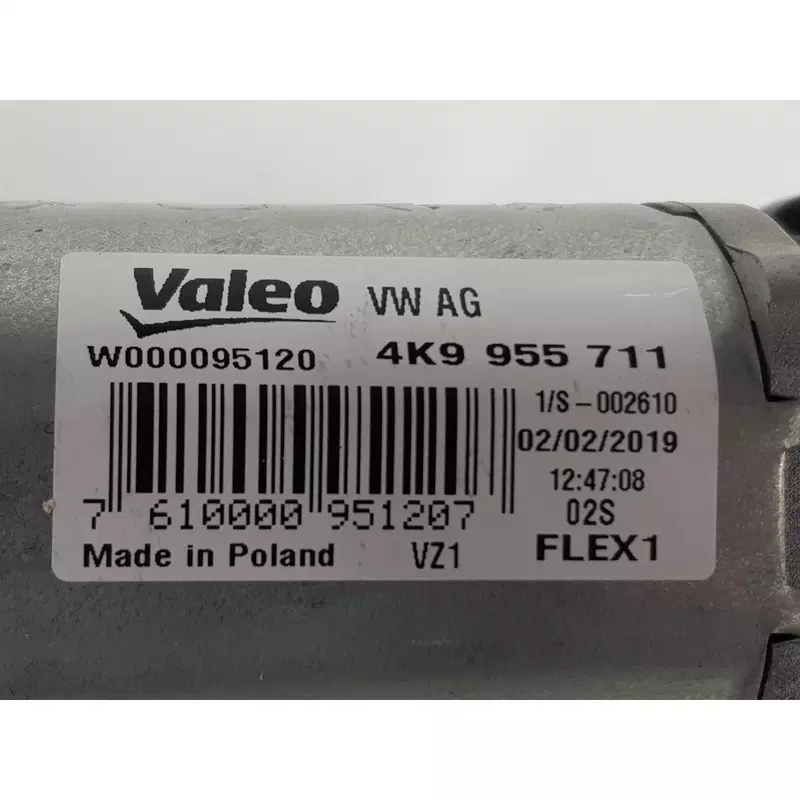 Valeo VW AG
W000095120 4K9 955 711
1/S-002610
02/02/2019
12:47:08
7 610000 951207 02S
Made in Poland VZ1 FLEX1